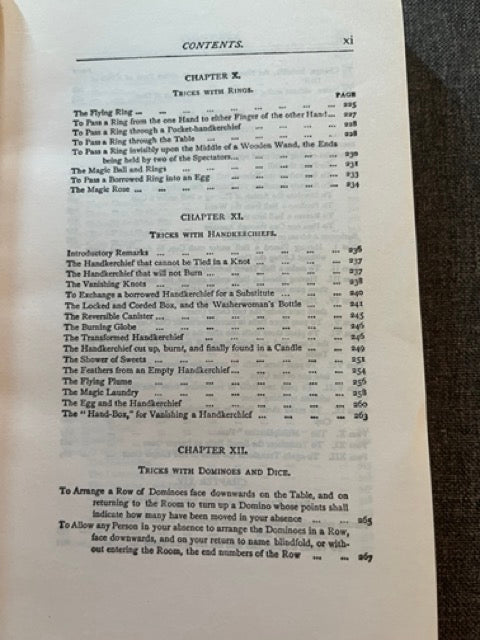 CONTENTS. xi
CHAPTER X.
TRICKS WITH RINGS.
PAGE
The Flying Ring ... ... ... ... ... ... ... 225
To Pass a Ring from the one Hand to either Finger of the other Hand... 227
To Pass a Ring through a Pocket-handkerchief ... ... ... ... 228
To Pass a Ring through the Table ... ... ... ... ... 228
To Pass a Ring invisibly upon the Middle of a Wooden Wand, the Ends
being held by two of the Spectators... ... ... ... ... 230
The Magic Ball and Rings ... ... ... ... ... ... 231
To Pass a Borrowed Ring into an Egg ... ... ... ... ... 233
The Magic Rose ... ... ... ... ... ... ... 234
CHAPTER XI.
TRICKS WITH HANDKERCHIEFS.
Introductory Remarks ... ... ... ... ... ... ... 236
The Handkerchief that cannot be Tied in a Knot ... ... ... ... 237
The Handkerchief that will not Burn ... ... ... ... ... 237
The Vanishing Knots ... ... ... ... ... ... ... 238
To Exchange a borrowed Handkerchief for a Substitute ... ... ... 240
The Locked and Corded Box, and the Washerwoman's Bottle ... ... 241
The Reversible Canister ... ... ... ... ... ... ... 245
The Burning Globe ... ... ... ... ... ... ... 246
The Transformed Handkerchief ... ... ... ... ... ... 246
The Handkerchief cut up, burnt, and finally found in a Candle ... ... 249
The Shower of Sweets ... ... ... ... ... ... ... 251
The Feathers from an Empty Handkerchief... ... ... ... ... 254
The Flying Plume ... ... ... ... ... ... ... 256
The Magic Laundry ... ... ... ... ... ... ... 258
The Egg and the Handkerchief ... ... ... ... ... ... 260
The "Hand-Box," for Vanishing a Handkerchief ... ... ... ... 263
CHAPTER XII.
TRICKS WITH DOMINOES AND DICE.
To Arrange a Row of Dominoes face downwards on the Table, and on
returning to the Room to turn up a Domino whose points shall
indicate how many have been moved in your absence ... ... 265
To Allow any Person in your absence to arrange the Dominoes in a Row,
face downwards, and on your return to name blindfold, or with-
out entering the Room, the end numbers of the Row ... ... 267